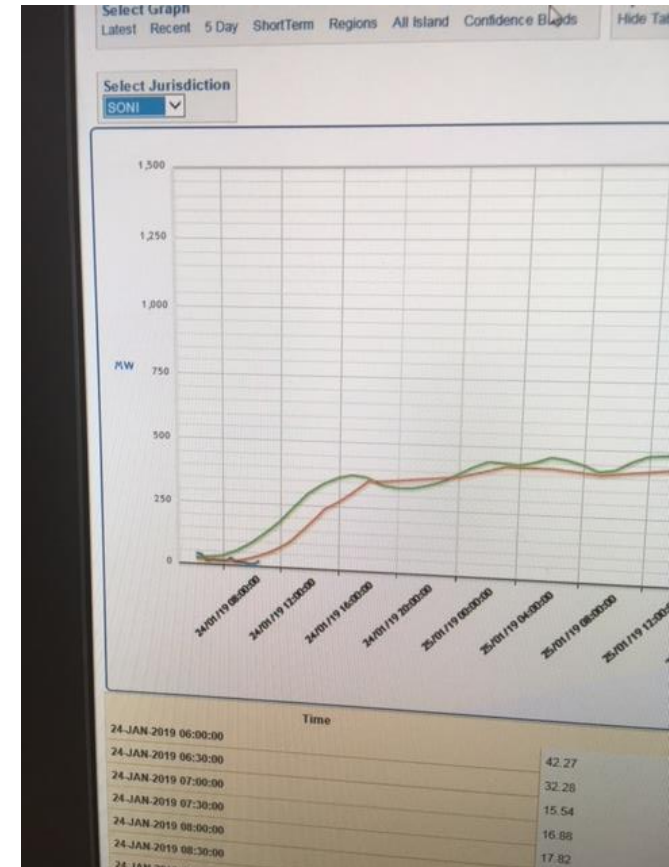 Select Graph
Latest Recent 5 Day ShortTerm Regions All Island Confidence Bands
Hide
Select Jurisdiction
SONI
1,500
1,250
1,000
MW
750
500
250
0
24/01/19 08:00:00
24/01/19 12:00:00
24/01/19 16:00:00
24/01/19 20:00:00
25/01/19 00:00:00
25/01/19 04:00:00
25/01/19 08:00:00
25/01/19 12:00:00
Time
24-JAN-2019 06:00:00
24-JAN-2019 06:30:00 42.27
24-JAN-2019 07:00:00 32.28
24-JAN-2019 07:30:00 15.54
24-JAN-2019 08:00:00 16.88
24-JAN-2019 08:30:00 17.82